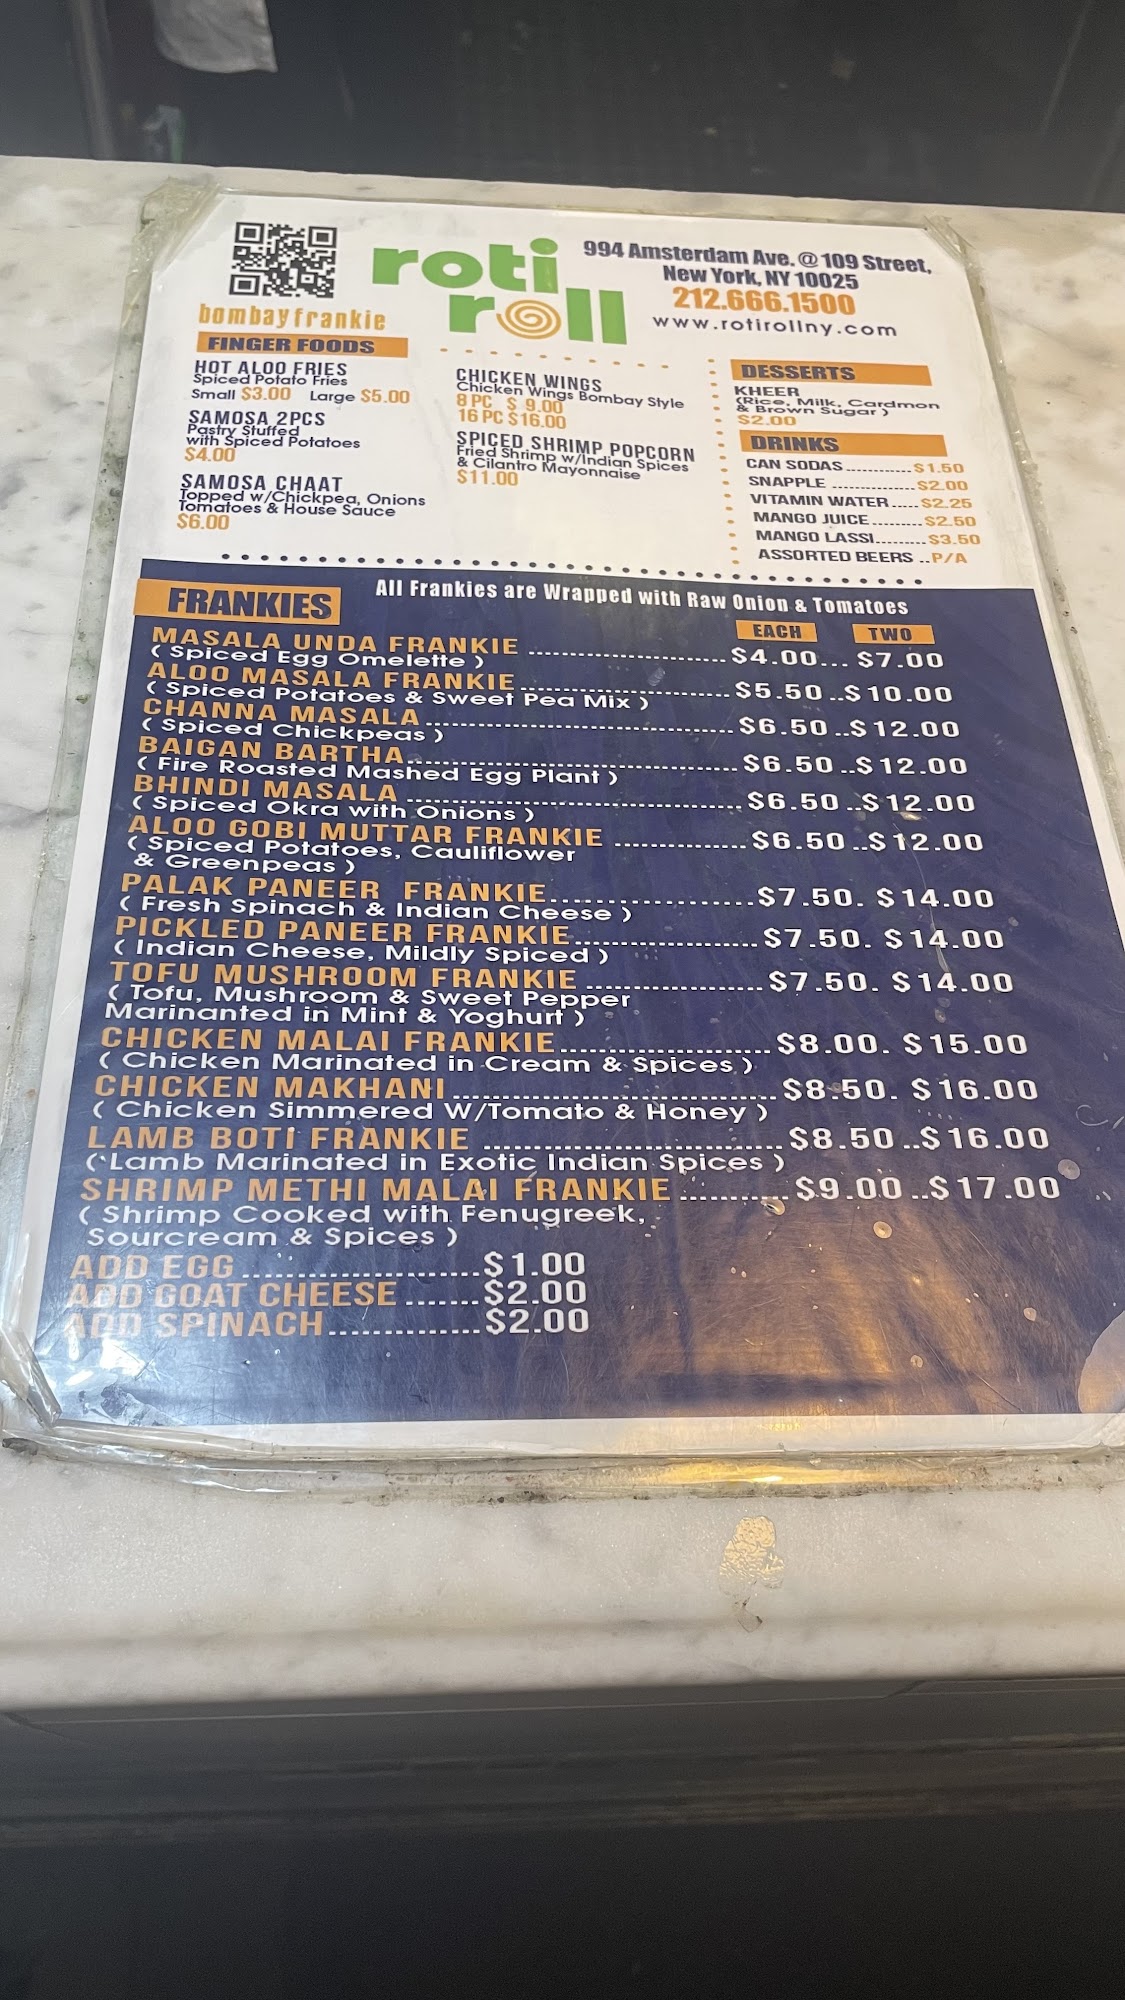 roti
roll
bombay frankie
994 Amsterdam Ave. @ 109 Street,
New York, NY 10025
212.666.1500
www.rotirollny.com
FINGER FOODS
HOT ALOO FRIES
Spiced Potato Fries
Small $3.00 Large $5.00
SAMOSA 2PCS
Pastry Stuffed
with Spiced Potatoes
$4.00
SAMOSA CHAAT
Topped w/Chickpea, Onions
Tomatoes & House Sauce
$6.00
CHICKEN WINGS
Chicken Wings Bombay Style
8 PC $ 9.00
16 PC $16.00
SPICED SHRIMP POPCORN
Fried Shrimp w/Indian Spices
& Cilantro Mayonnaise
$11.00
DESSERTS
KHEER
(Rice, Milk, Cardmon
& Brown Sugar )
$2.00
DRINKS
CAN SODAS............$1.50
SNAPPLE ...............$2.00
VITAMIN WATER.....$2.25
MANGO JUICE.........$2.50
MANGO LASSI.........$3.50
ASSORTED BEERS ..P/A
FRANKIES
All Frankies are Wrapped with Raw Onion & Tomatoes
EACH TWO
MASALA UNDA FRANKIE ........................ $4.00... $7.00
( Spiced Egg Omelette )
ALOO MASALA FRANKIE ......................... $5.50 ..$10.00
( Spiced Potatoes & Sweet Pea Mix )
CHANNA MASALA ................................... $6.50 ..$12.00
( Spiced Chickpeas )
BAIGAN BARTHA...................................... $6.50 ..$12.00
( Fire Roasted Mashed Egg Plant )
BHINDI MASALA ....................................... $6.50 ..$12.00
( Spiced Okra with Onions )
ALOO GOBI MUTTAR FRANKIE ............... $6.50 ..$12.00
( Spiced Potatoes, Cauliflower
& Greenpeas )
PALAK PANEER FRANKIE....................... $7.50. $14.00
( Fresh Spinach & Indian Cheese )
PICKLED PANEER FRANKIE..................... $7.50. $14.00
( Indian Cheese, Mildly Spiced )
TOFU MUSHROOM FRANKIE .................... $7.50. $14.00
( Tofu, Mushroom & Sweet Pepper
Marinanted in Mint & Yoghurt )
CHICKEN MALAI FRANKIE........................ $8.00. $15.00
( Chicken Marinated in Cream & Spices )
CHICKEN MAKHANI..................................... $8.50. $16.00
( Chicken Simmered W/Tomato & Honey )
LAMB BOTI FRANKIE .................................. $8.50 ..$16.00
( Lamb Marinated in Exotic Indian Spices )
SHRIMP METHI MALAI FRANKIE ............ $9.00 ..$17.00
( Shrimp Cooked with Fenugreek,
Sourcream & Spices )
ADD EGG ........................$1.00
ADD GOAT CHEESE .......$2.00
ADD SPINACH...............$2.00